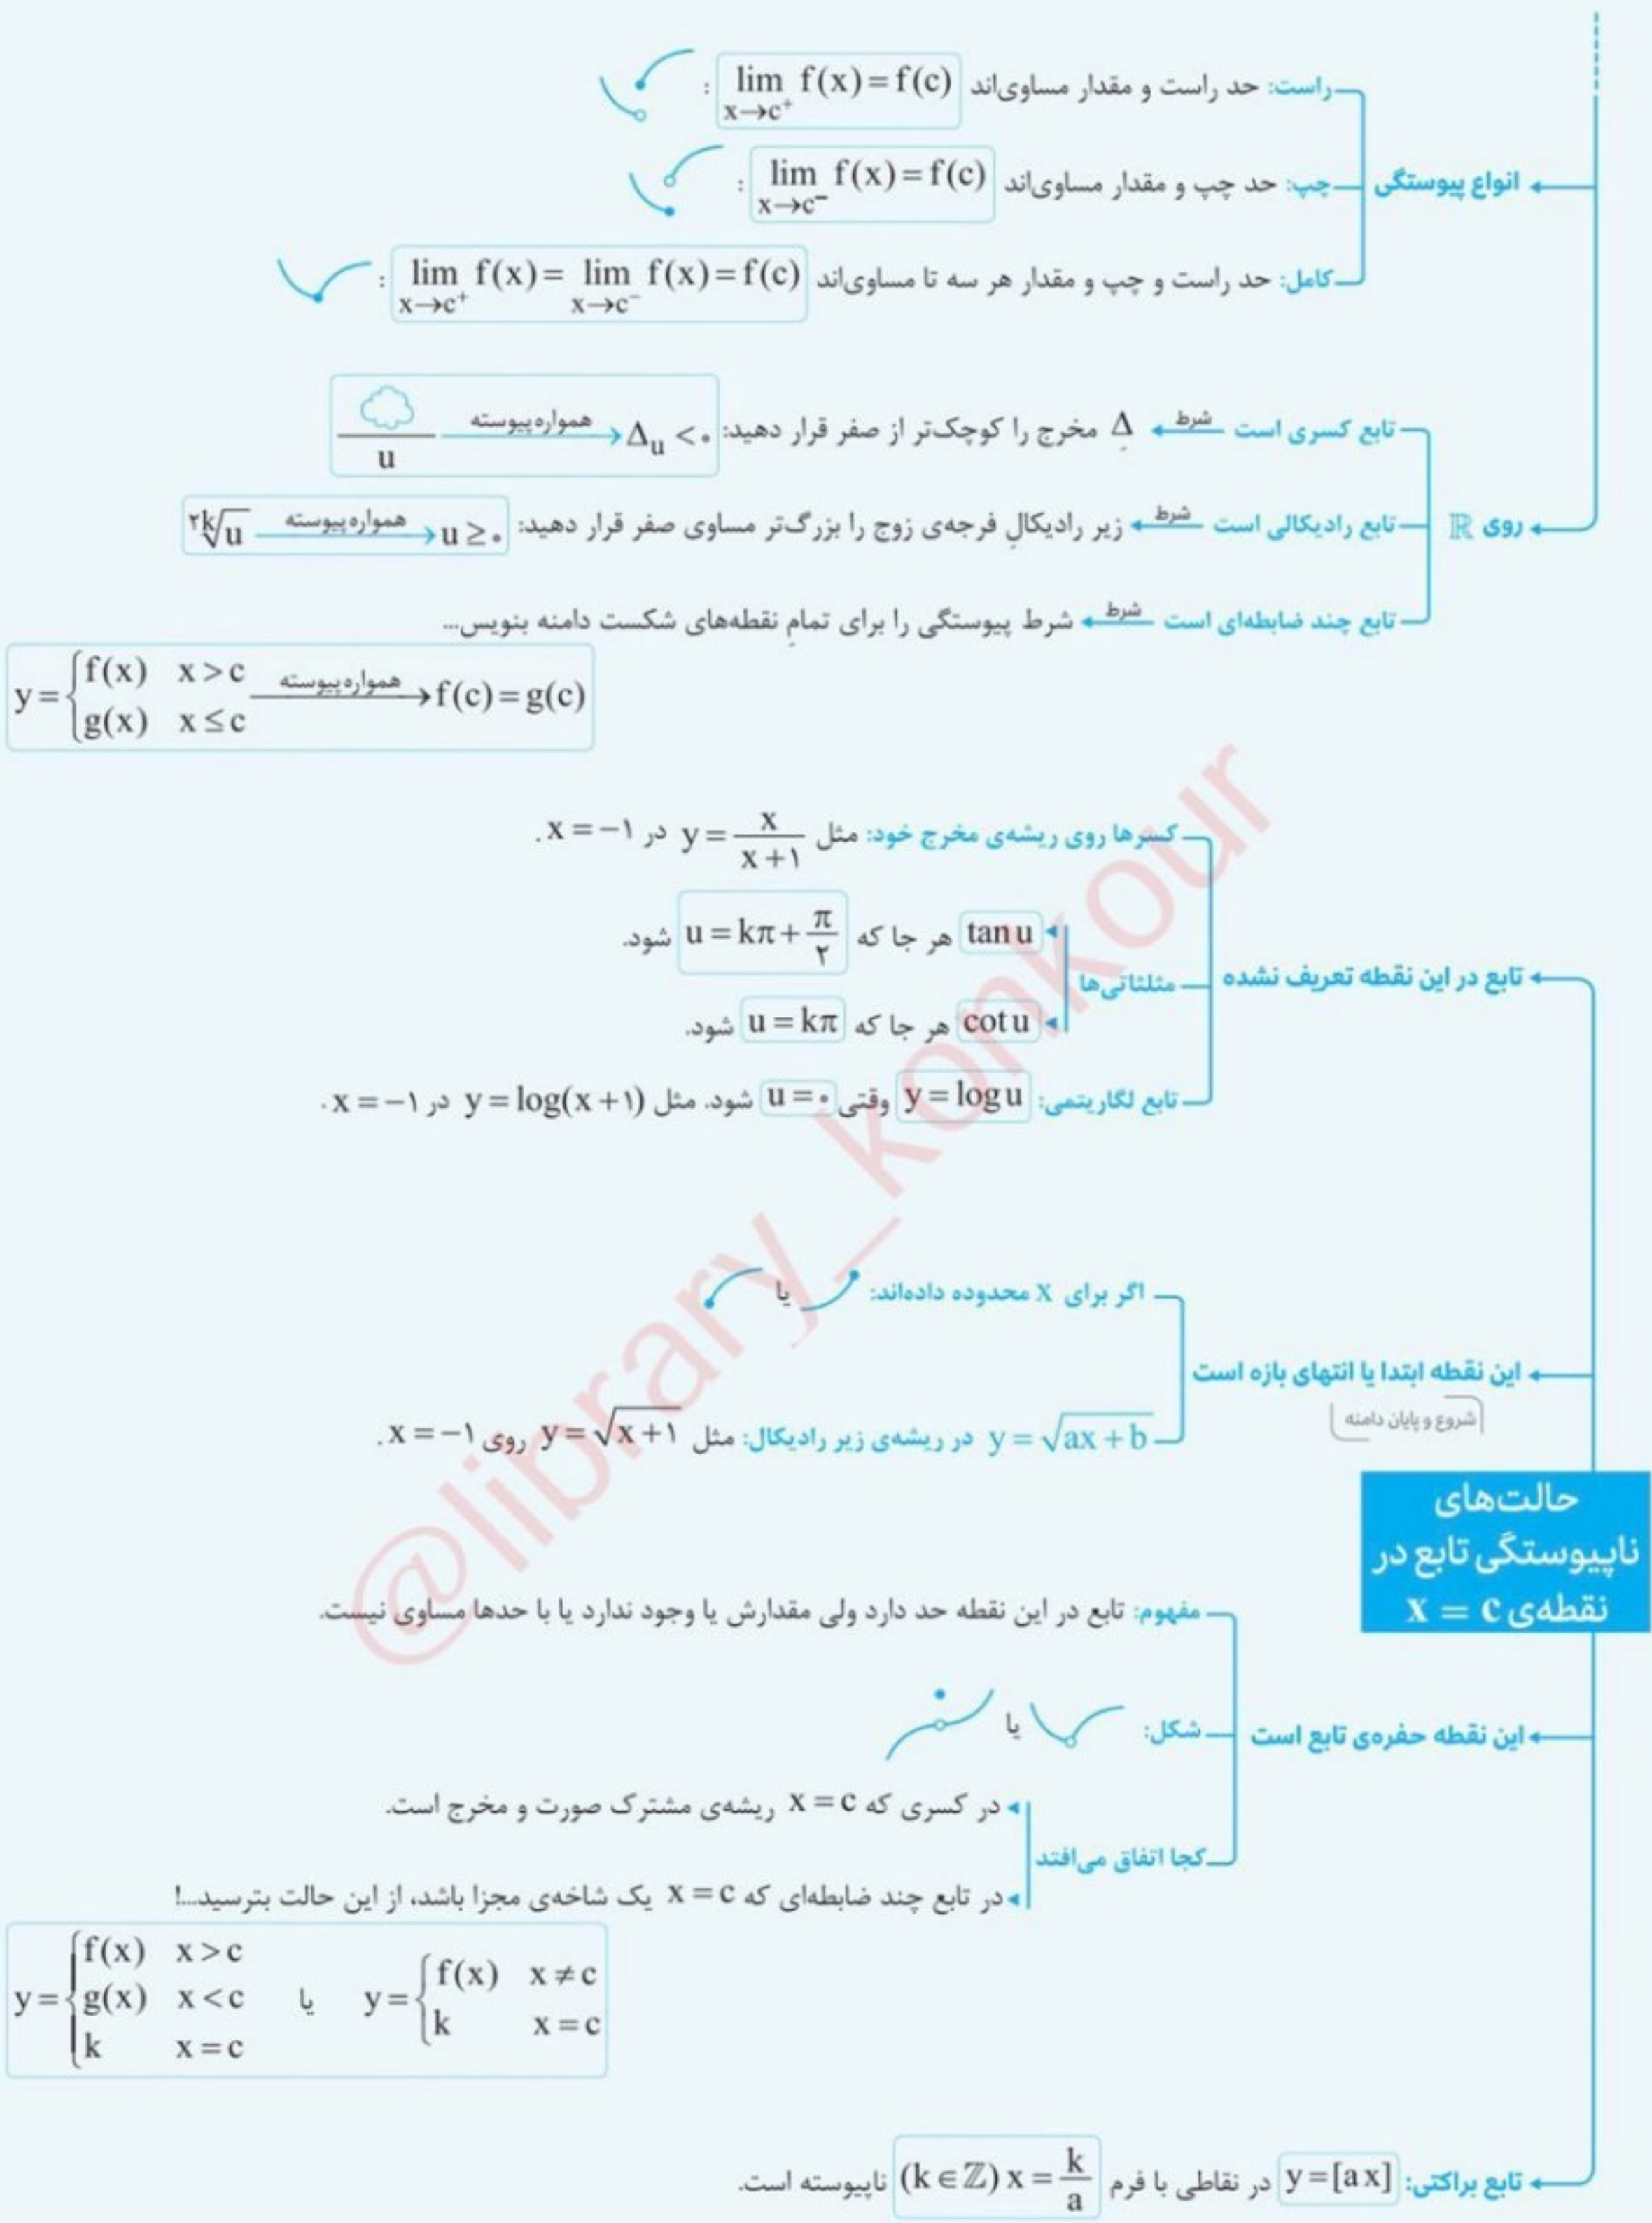 راست: حد راست و مقدار مساوی‌اند lim x→c⁺ f(x)=f(c) :
انواع پیوستگی
چپ: حد چپ و مقدار مساوی‌اند lim x→c⁻ f(x)=f(c) :
کامل: حد راست و چپ و مقدار هر سه تا مساوی‌اند lim x→c⁺ f(x)= lim x→c⁻ f(x)=f(c) :
تابع کسری است شرط Δِ مخرج را کوچک‌تر از صفر قرار دهید: /u همواره پیوسته → Δu <۰
روی ℝ
تابع رادیکالی است شرط زیر رادیکالِ فرجه‌ی زوج را بزرگ‌تر مساوی صفر قرار دهید: ۲k√u همواره پیوسته → u ≥۰
تابع چند ضابطه‌ای است شرط شرط پیوستگی را برای تمامِ نقطه‌های شکست دامنه بنویس...
y={f(x) x>c
g(x) x≤c همواره پیوسته → f(c)=g(c)
کسرها روی ریشه‌ی مخرج خود: مثل y=x/(x+۱) در x=−۱.
تابع در این نقطه تعریف نشده
مثلثاتی‌ها
tan u هر جا که u=kπ+π/۲ شود.
cot u هر جا که u=kπ شود.
تابع لگاریتمی: y=log u وقتی u=۰ شود. مثل y=log(x+۱) در x=−۱.
اگر برای x محدوده داده‌اند: یا
این نقطه ابتدا یا انتهای بازه است
شروع و پایان دامنه
y=√(ax+b) در ریشه‌ی زیر رادیکال: مثل y=√(x+۱) روی x=−۱.
حالت‌های
ناپیوستگی تابع در
نقطه‌ی x = c
مفهوم: تابع در این نقطه حد دارد ولی مقدارش یا وجود ندارد یا با حدها مساوی نیست.
این نقطه حفره‌ی تابع است
شکل: یا
کجا اتفاق می‌افتد
در کسری که x=c ریشه‌ی مشترک صورت و مخرج است.
در تابع چند ضابطه‌ای که x=c یک شاخه‌ی مجزا باشد، از این حالت بترسید...!
y={f(x) x≠c
k x=c
یا
y={f(x) x>c
g(x) x<c
k x=c
تابع براکتی: y=[ax] در نقاطی با فرم x=k/a (k∈ℤ) ناپیوسته است.
@library_konkour